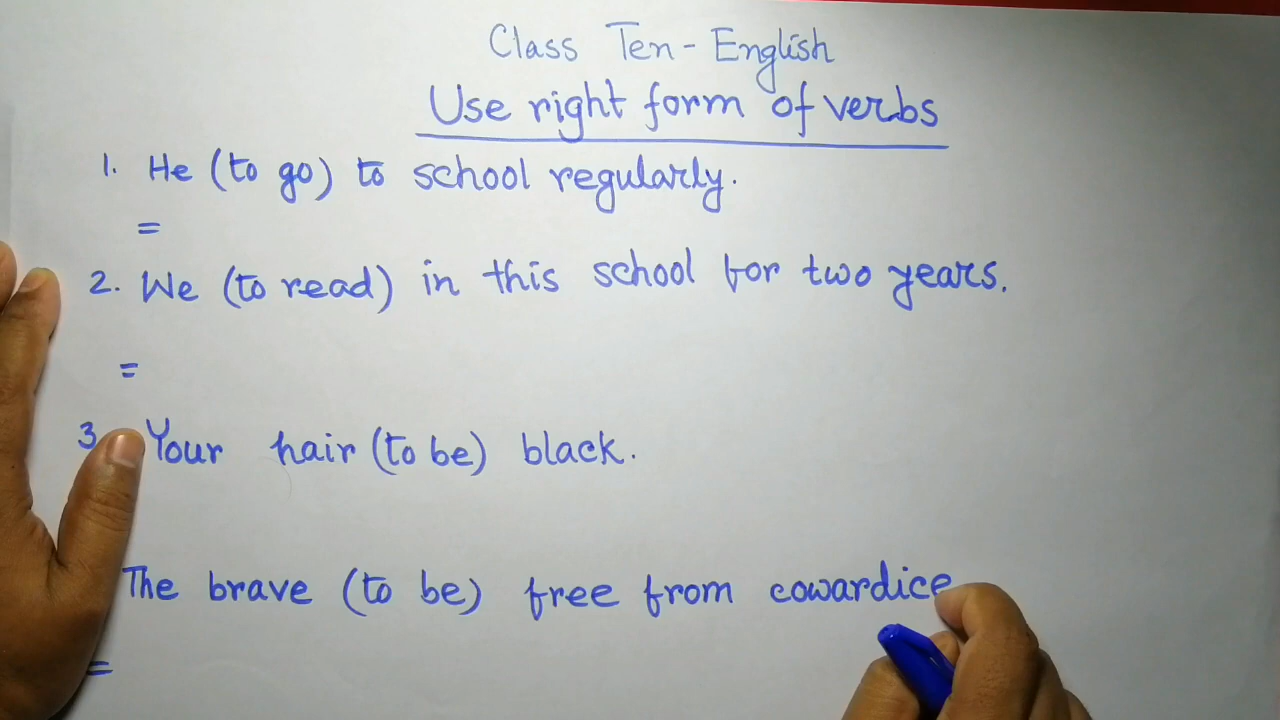 Class Ten - English
Use right form of verbs
1. He (to go) to school regularly.
=
2. We (to read) in this school for two years.
=
3 Your hair (to be) black.
The brave (to be) free from cowardice
=